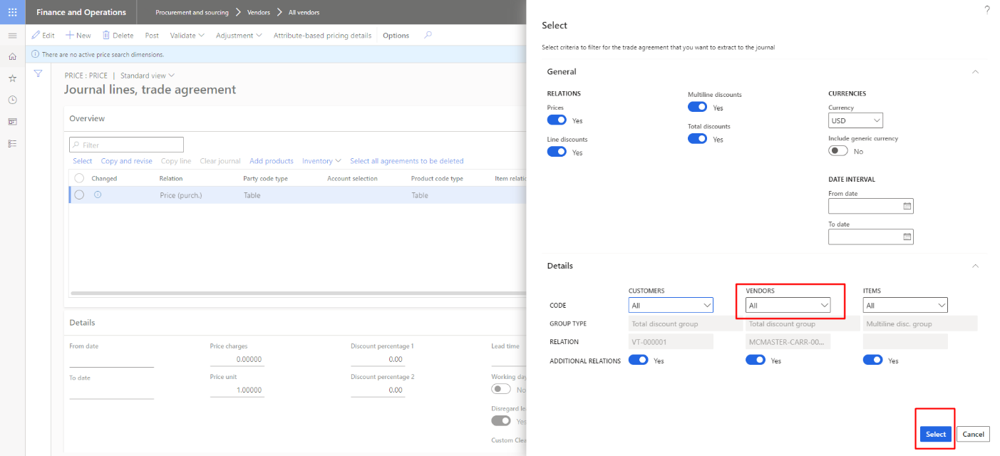 Finance and Operations
Procurement and sourcing
Vendors
All vendors
?
Edit
New
Delete
Post
Validate
Adjustment
Attribute-based pricing details
Options
There are no active price search dimensions.
PRICE : PRICE | Standard view
Journal lines, trade agreement
Overview
Filter
Select
Copy and revise
Copy line
Clear journal
Add products
Inventory
Select all agreements to be deleted
Changed
Relation
Party code type
Account selection
Product code type
Item relatio
Price (purch.)
Table
Table
Details
From date
Price charges
Discount percentage 1
Lead time
0.00000
0.00
To date
Price unit
Discount percentage 2
Working day
1.00000
0.00
No
Disregard le
Yes
Custom Clea
Select
Select criteria to filter for the trade agreement that you want to extract to the journal
General
RELATIONS
Prices
Yes
Line discounts
Yes
Multiline discounts
Yes
Total discounts
Yes
CURRENCIES
Currency
USD
Include generic currency
No
DATE INTERVAL
From date
To date
Details
CUSTOMERS
VENDORS
ITEMS
CODE
All
All
All
GROUP TYPE
Total discount group
Total discount group
Multiline disc. group
RELATION
VT-000001
MCMASTER-CARR-00...
ADDITIONAL RELATIONS
Yes
Yes
Yes
Select
Cancel